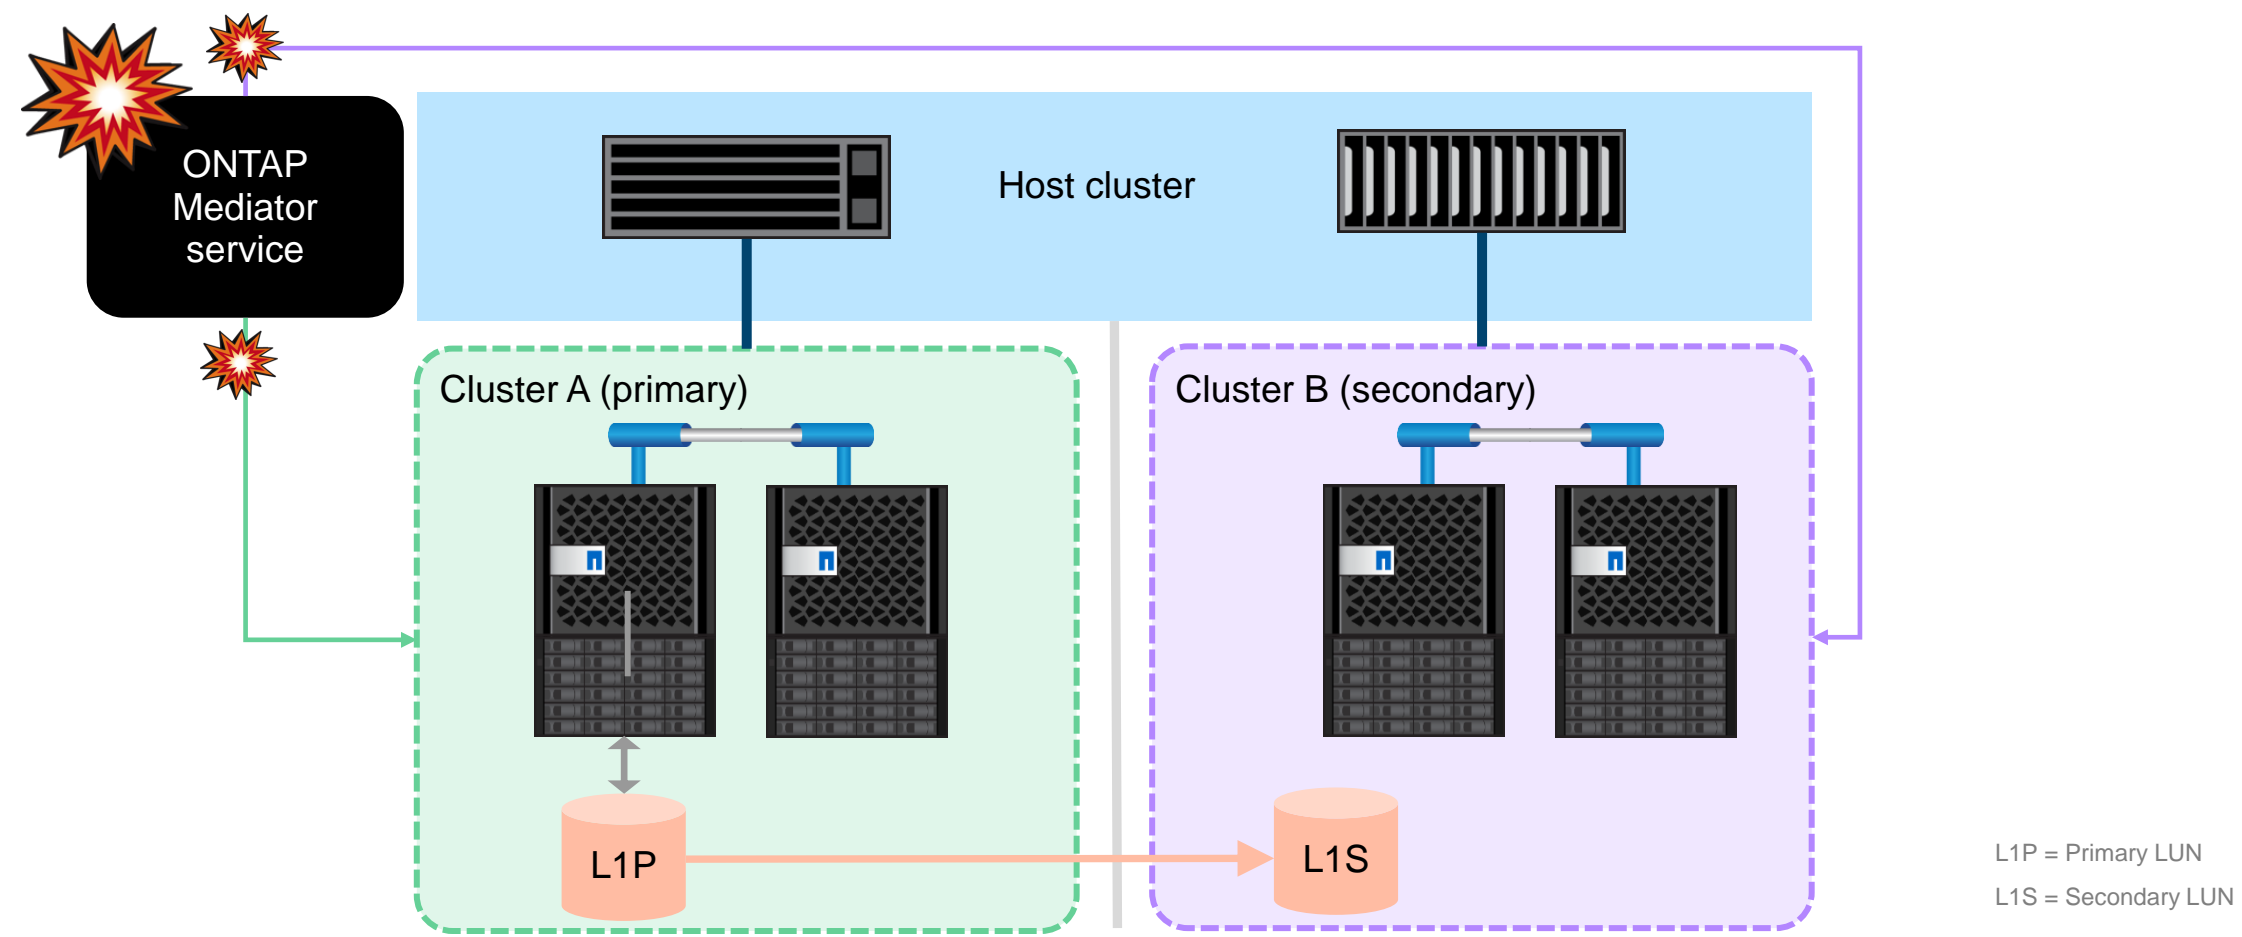 ONTAP
Mediator
service
Host cluster
Cluster A (primary)
Cluster B (secondary)
L1P
L1S
L1P = Primary LUN
L1S = Secondary LUN